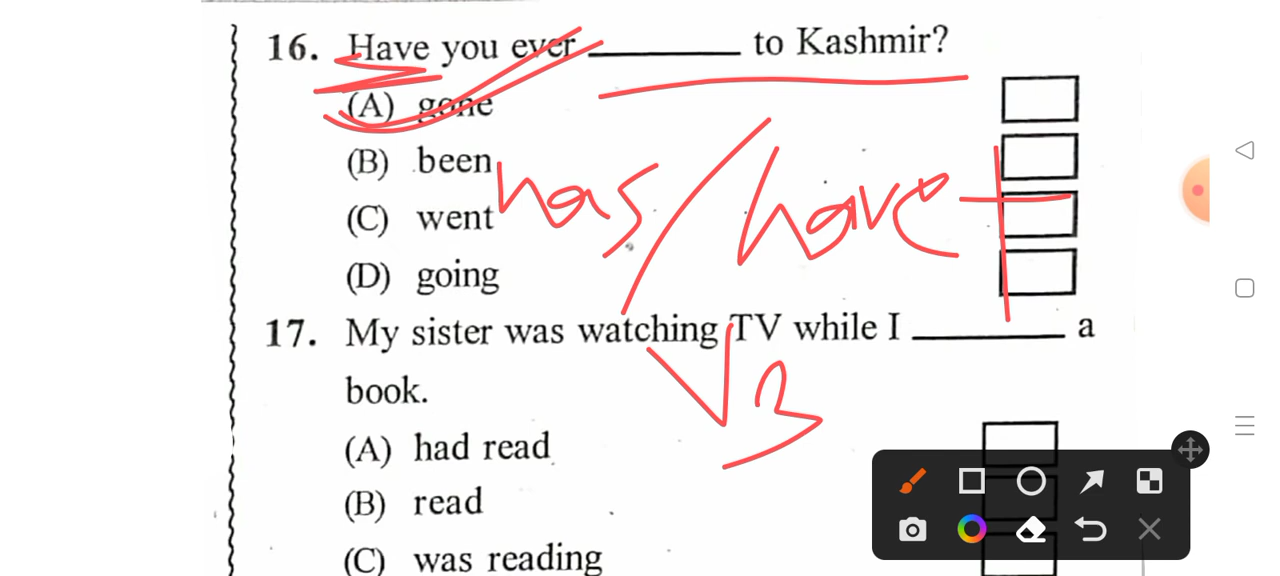 16. Have you ever ________ to Kashmir?
(A) gone
(B) been
(C) went
(D) going
has/have +
V3
17. My sister was watching TV while I ________ a
book.
(A) had read
(B) read
(C) was reading